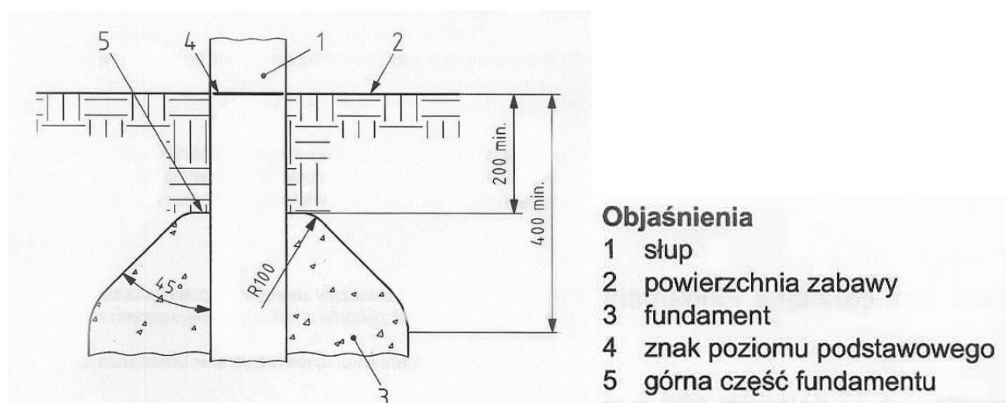 5
4
1
2
200 min.
400 min.
45°
R100
3
Objaśnienia
1 słup
2 powierzchnia zabawy
3 fundament
4 znak poziomu podstawowego
5 górna część fundamentu